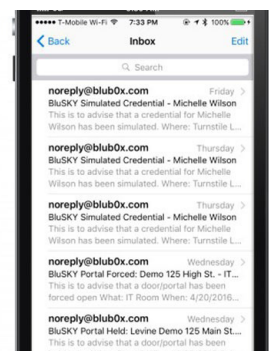 T-Mobile Wi-Fi 7:33 PM 100%
Back Inbox Edit
Search
noreply@blub0x.com Friday
BluSKY Simulated Credential - Michelle Wilson
This is to advise that a credential for Michelle
Wilson has been simulated. Where: Turnstile L...
noreply@blub0x.com Thursday
BluSKY Simulated Credential - Michelle Wilson
This is to advise that a credential for Michelle
Wilson has been simulated. Where: Turnstile L...
noreply@blub0x.com Thursday
BluSKY Simulated Credential - Michelle Wilson
This is to advise that a credential for Michelle
Wilson has been simulated. Where: Turnstile L...
noreply@blub0x.com Wednesday
BluSKY Portal Forced: Demo 125 High St. - IT...
This is to advise that a door/portal has been
forced open What: IT Room When: 4/20/2016...
noreply@blub0x.com Wednesday
BluSKY Portal Held: Levine Demo 125 Main St....
This is to advise that a door/portal has been